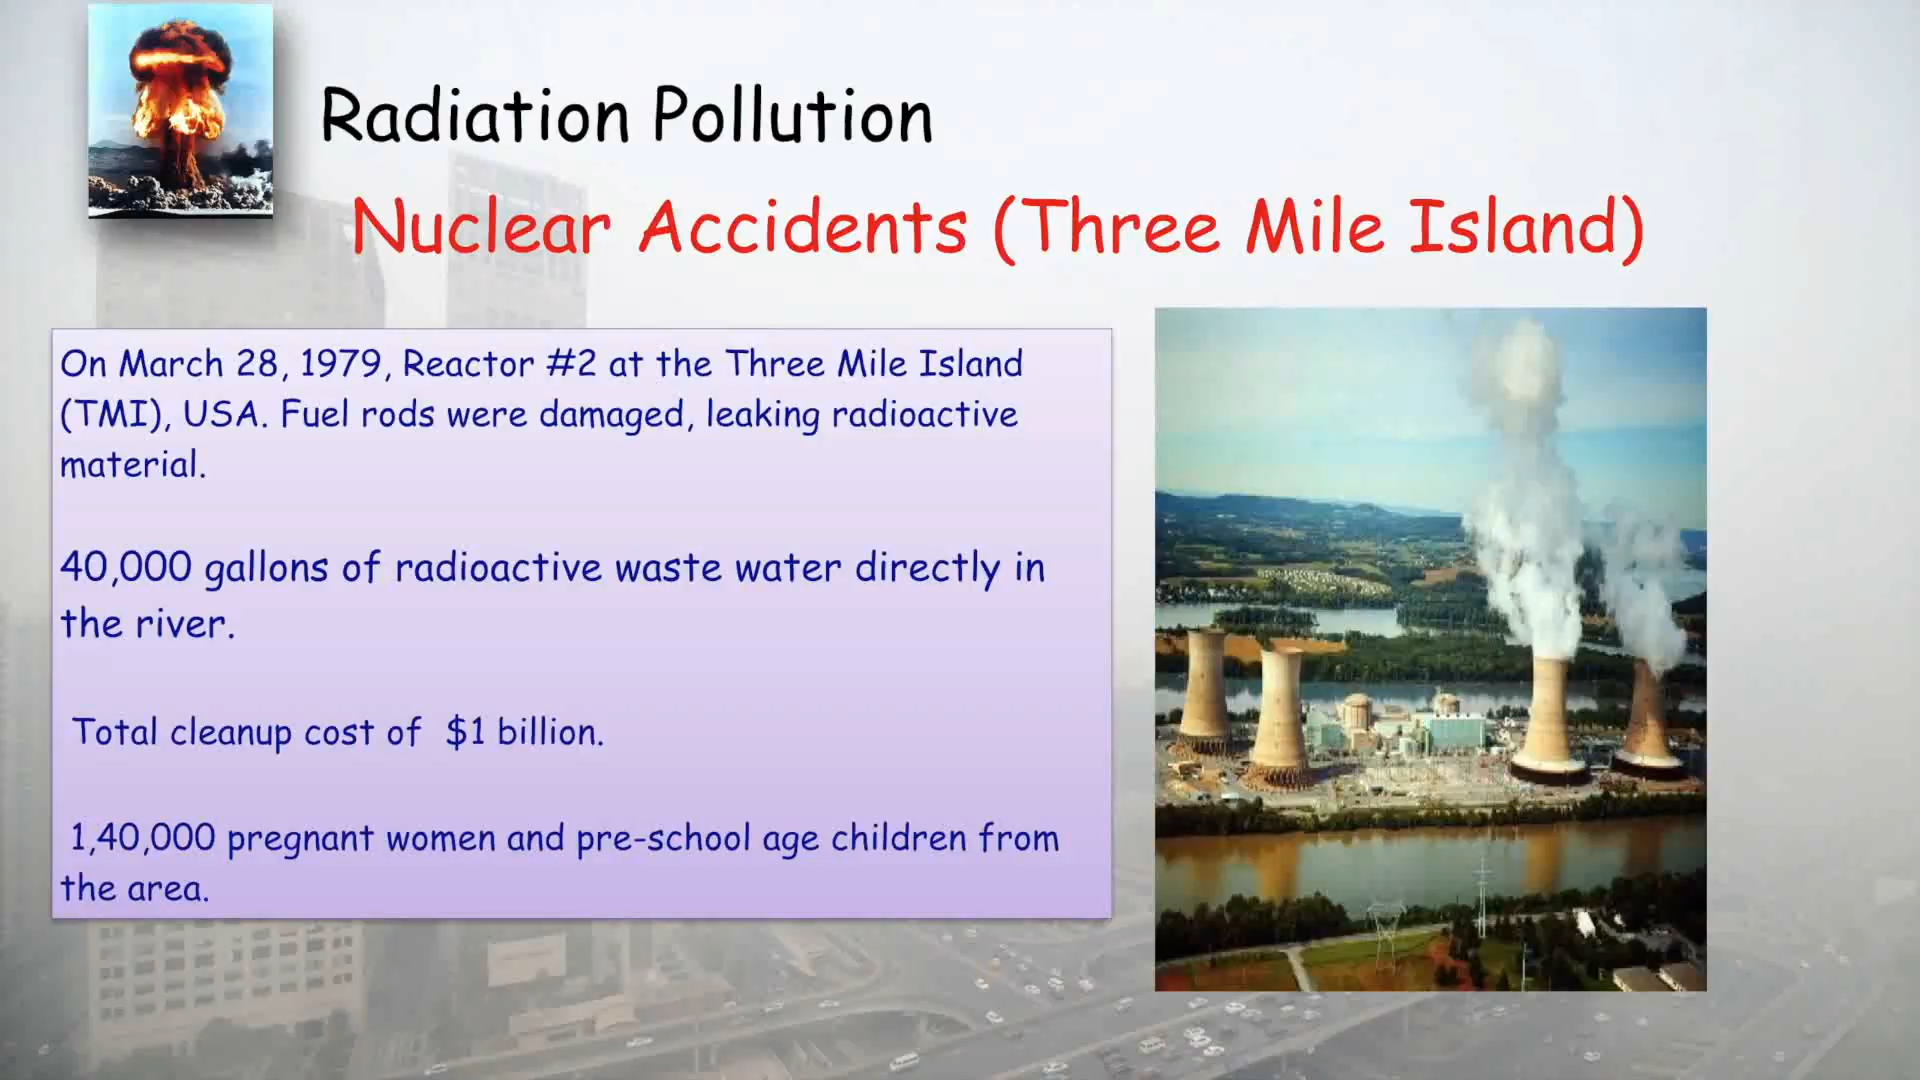 Radiation Pollution
Nuclear Accidents (Three Mile Island)
On March 28, 1979, Reactor #2 at the Three Mile Island
(TMI), USA. Fuel rods were damaged, leaking radioactive
material.
40,000 gallons of radioactive waste water directly in
the river.
Total cleanup cost of $1 billion.
1,40,000 pregnant women and pre-school age children from
the area.